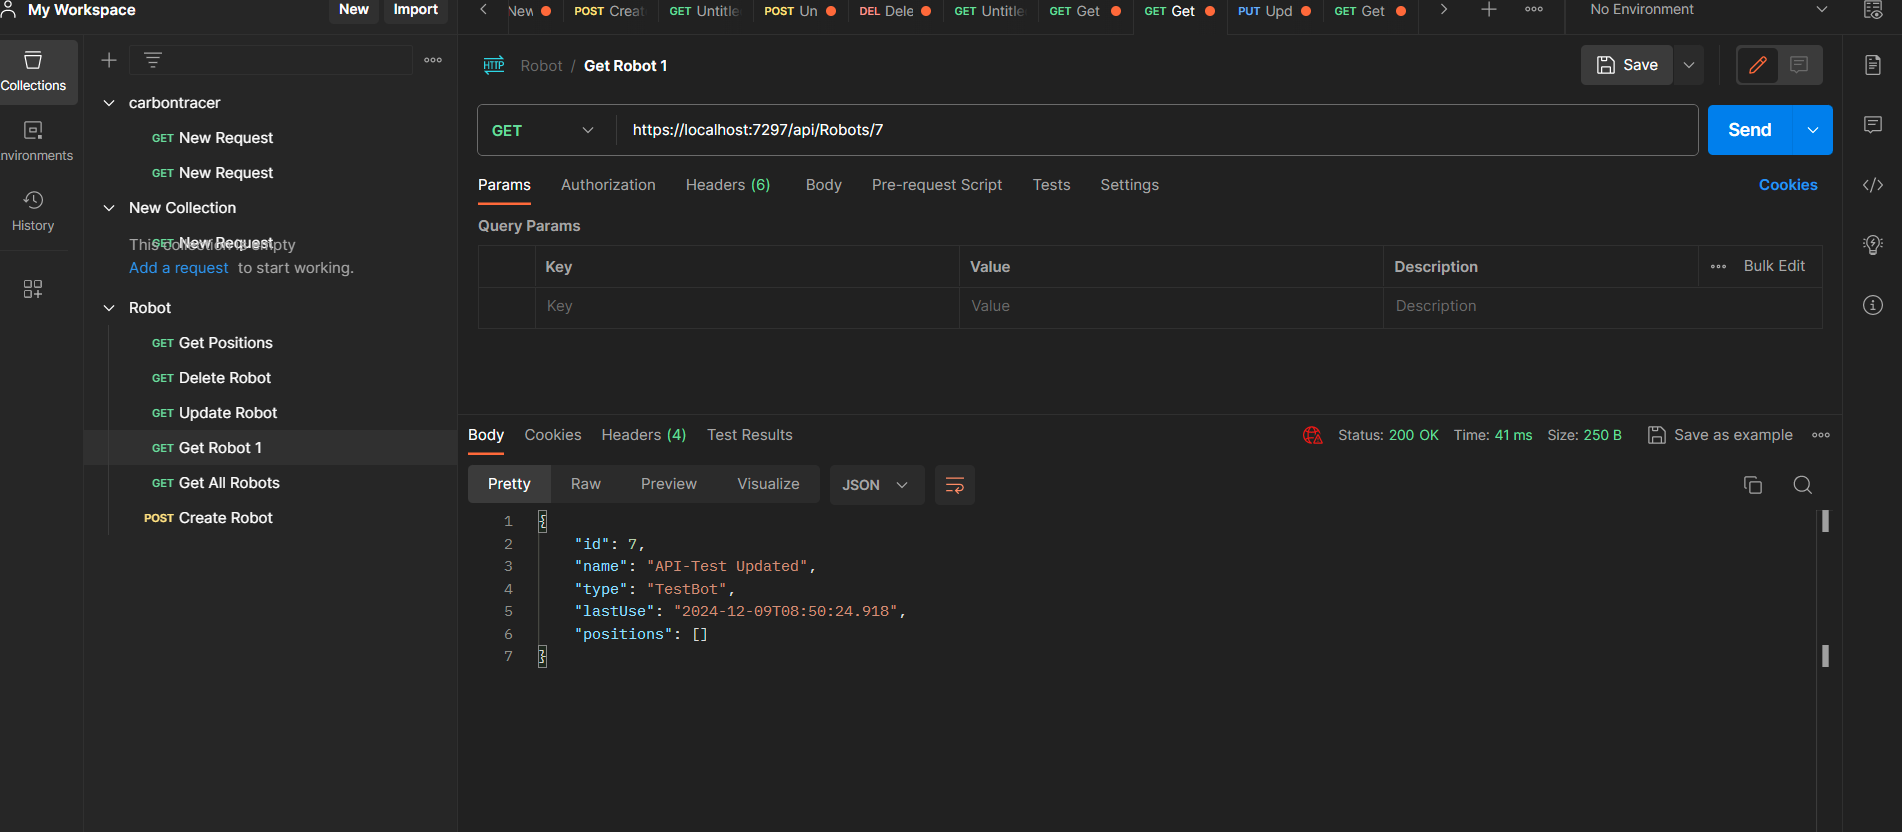 My Workspace New Import
New POST Creat GET Untitle POST Un DEL Dele GET Untitle GET Get GET Get PUT Upd GET Get No Environment
Collections
nvironments
History
carbontracer
GET New Request
GET New Request
New Collection
GET New Request
This collection is empty
Add a request to start working.
Robot
GET Get Positions
GET Delete Robot
GET Update Robot
GET Get Robot 1
GET Get All Robots
POST Create Robot
HTTP Robot / Get Robot 1 Save
GET https://localhost:7297/api/Robots/7 Send
Params Authorization Headers (6) Body Pre-request Script Tests Settings Cookies
Query Params
Key Value Description Bulk Edit
Key Value Description
Body Cookies Headers (4) Test Results Status: 200 OK Time: 41 ms Size: 250 B Save as example
Pretty Raw Preview Visualize JSON
1 {
2 "id": 7,
3 "name": "API-Test Updated",
4 "type": "TestBot",
5 "lastUse": "2024-12-09T08:50:24.918",
6 "positions": []
7 }